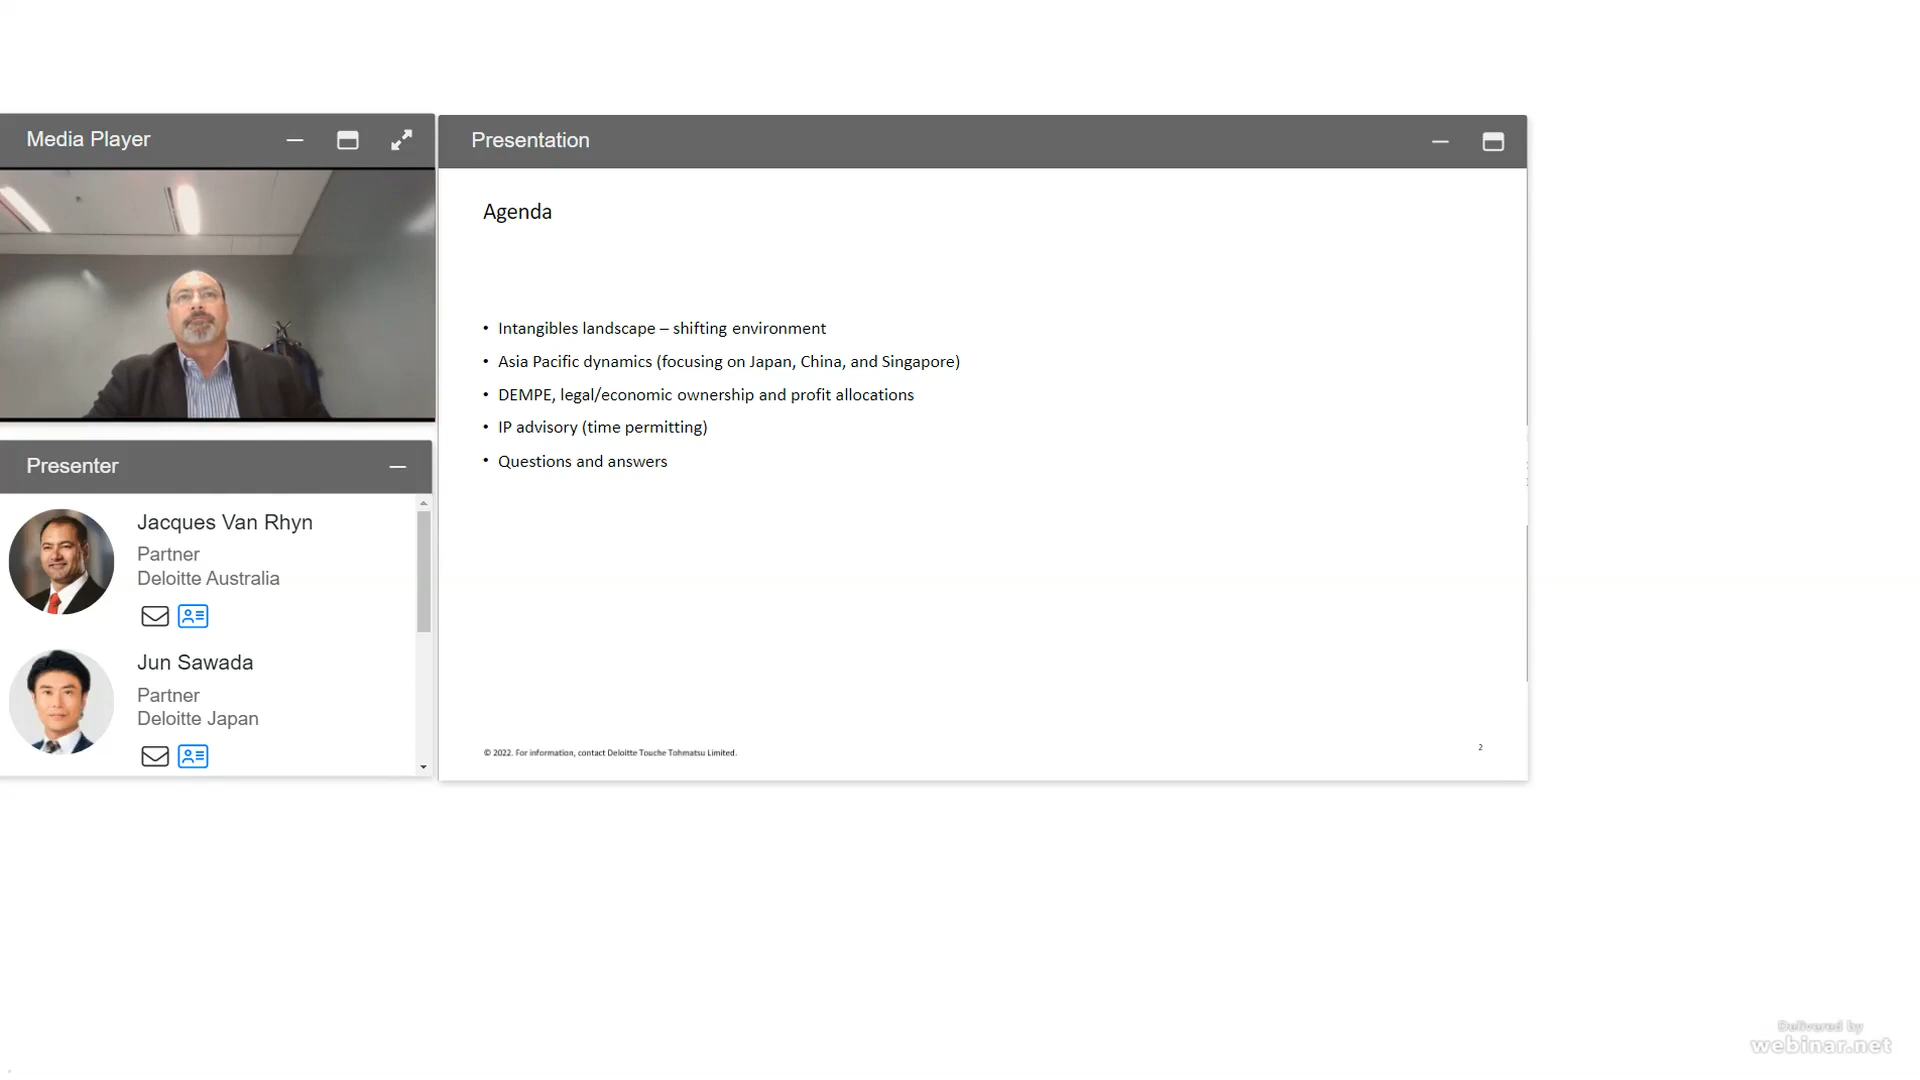 Media Player
Presentation
Agenda
• Intangibles landscape – shifting environment
• Asia Pacific dynamics (focusing on Japan, China, and Singapore)
• DEMPE, legal/economic ownership and profit allocations
• IP advisory (time permitting)
• Questions and answers
© 2022. For information, contact Deloitte Touche Tohmatsu Limited.
2
Presenter
Jacques Van Rhyn
Partner
Deloitte Australia
Jun Sawada
Partner
Deloitte Japan
Delivered by
webinar.net